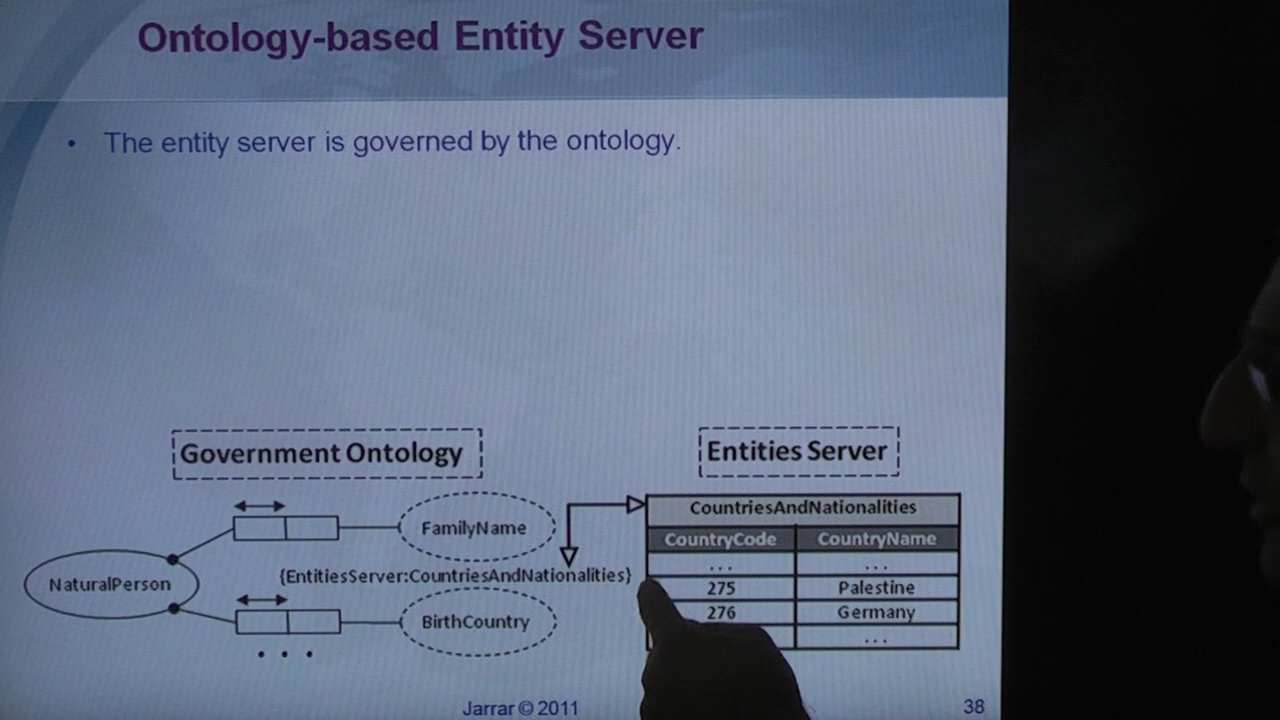 Ontology-based Entity Server
• The entity server is governed by the ontology.
Government Ontology
Entities Server
NaturalPerson
FamilyName
{EntitiesServer:CountriesAndNationalities}
BirthCountry
. . .
CountriesAndNationalities
CountryCode CountryName
... ...
275 Palestine
276 Germany
...
Jarrar © 2011
38